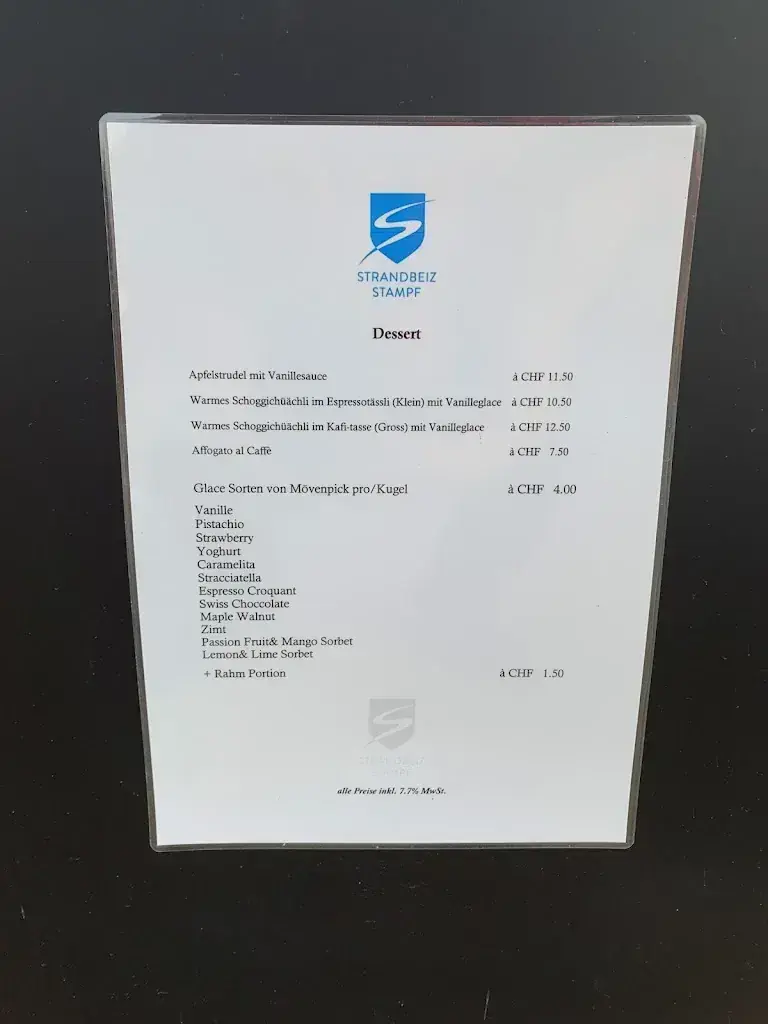 STRANDBEIZ
STAMPF
Dessert
Apfelstrudel mit Vanillesauce à CHF 11.50
Warmes Schoggichüächli im Espressotässli (Klein) mit Vanilleglace à CHF 10.50
Warmes Schoggichüächli im Kafi-tasse (Gross) mit Vanilleglace à CHF 12.50
Affogato al Caffè à CHF 7.50
Glace Sorten von Mövenpick pro/Kugel à CHF 4.00
Vanille
Pistachio
Strawberry
Yoghurt
Caramelita
Stracciatella
Espresso Croquant
Swiss Choccolate
Maple Walnut
Zimt
Passion Fruit& Mango Sorbet
Lemon& Lime Sorbet
+ Rahm Portion à CHF 1.50
STRANDBEIZ
STAMPF
alle Preise inkl. 7.7% MwSt.